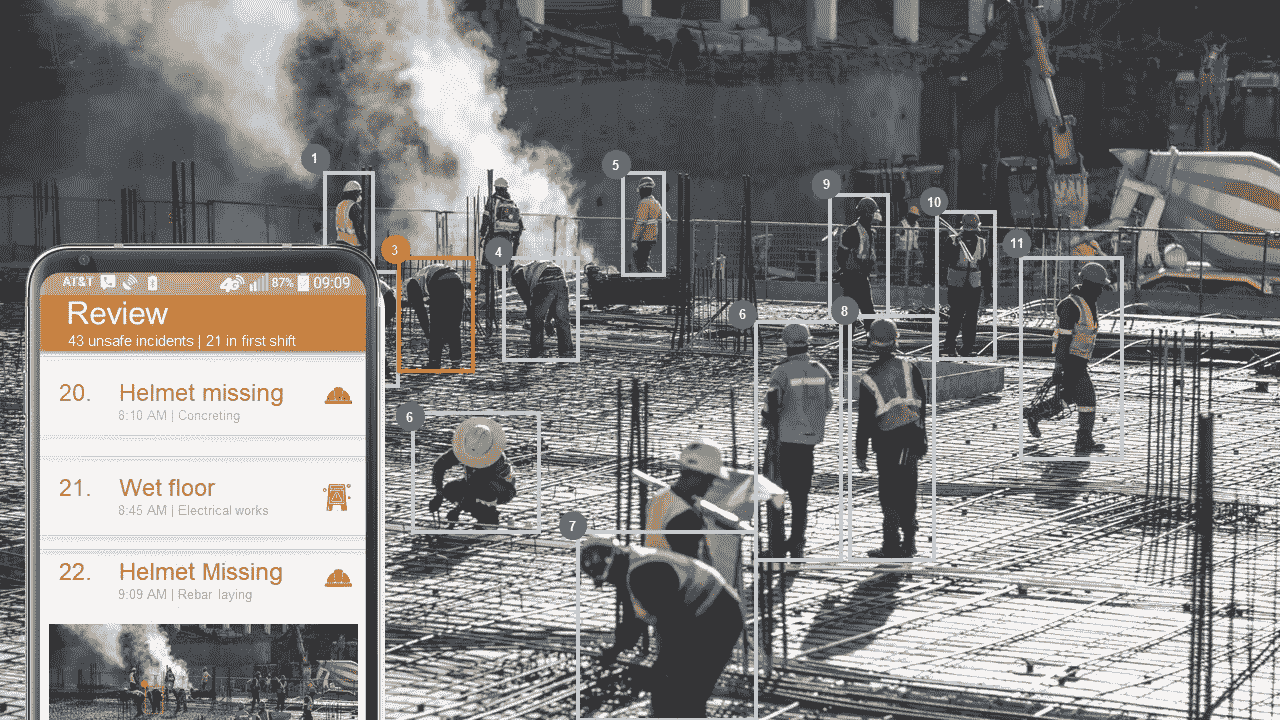 1
5
9
10
11
3
4
6
8
6
7
AT&T 4G 87% 09:09
Review
43 unsafe incidents | 21 in first shift
20. Helmet missing
8:10 AM | Concreting
21. Wet floor
8:45 AM | Electrical works
22. Helmet Missing
9:09 AM | Rebar laying